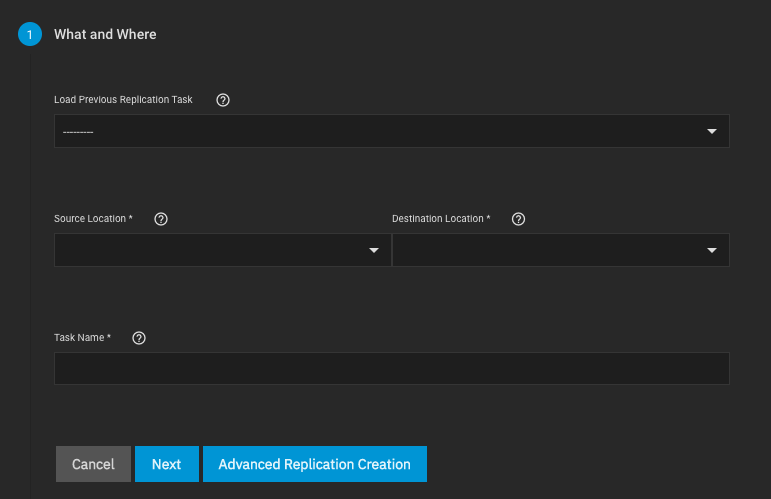 1 What and Where
Load Previous Replication Task ?
---------
Source Location * ? Destination Location * ?
Task Name * ?
Cancel Next Advanced Replication Creation